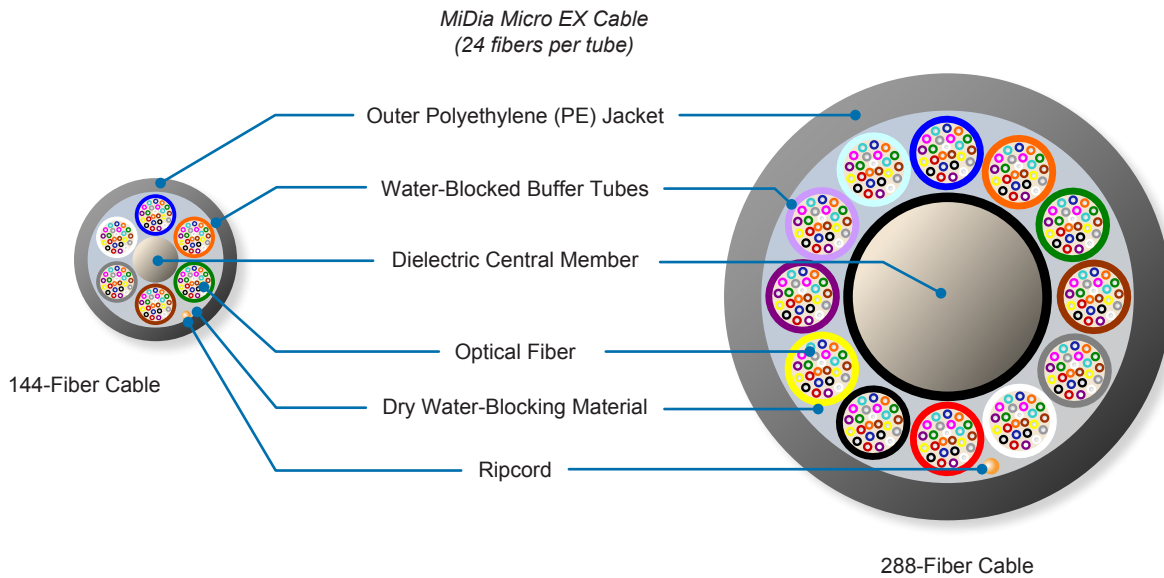 MiDia Micro EX Cable
(24 fibers per tube)
Outer Polyethylene (PE) Jacket
Water-Blocked Buffer Tubes
Dielectric Central Member
Optical Fiber
144-Fiber Cable
Dry Water-Blocking Material
Ripcord
288-Fiber Cable